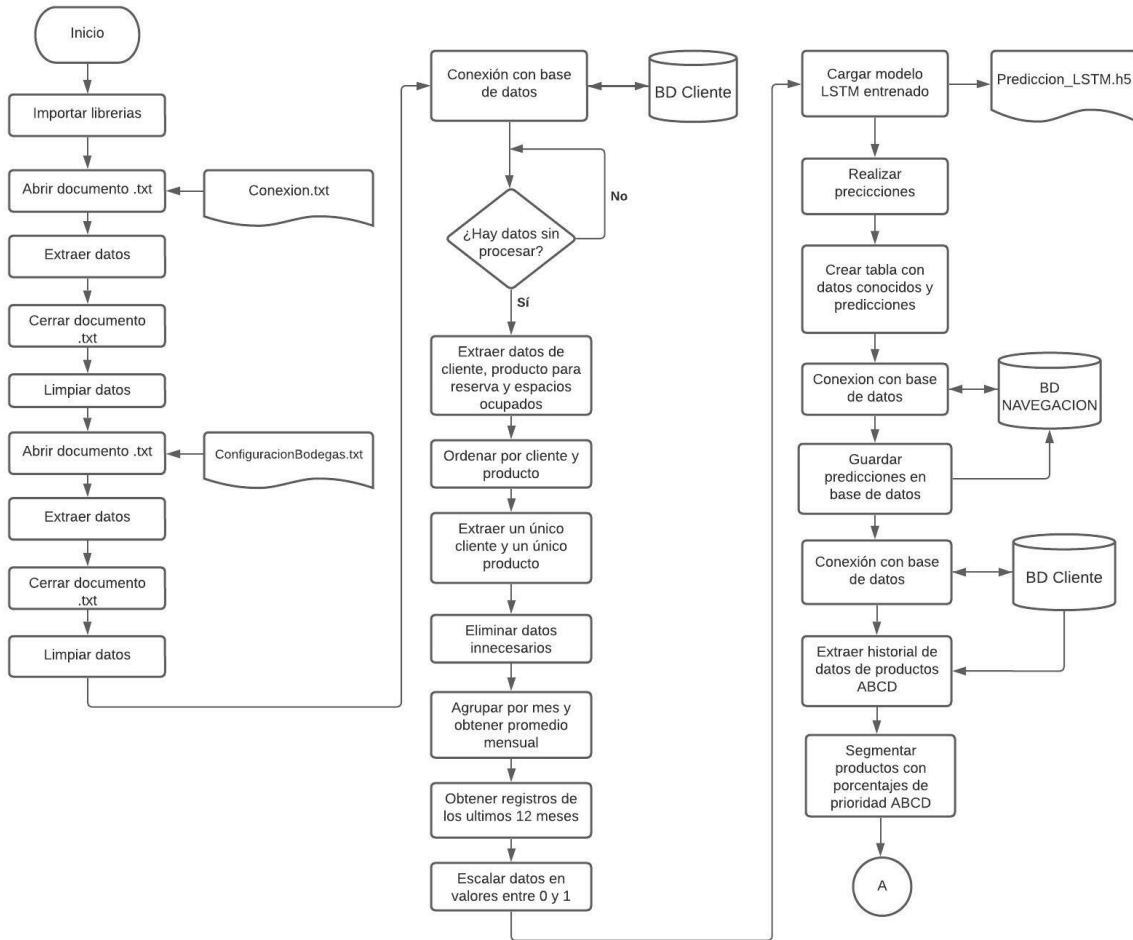 Inicio
Importar librerias
Abrir documento .txt
Conexion.txt
Extraer datos
Cerrar documento
.txt
Limpiar datos
Abrir documento .txt
ConfiguracionBodegas.txt
Extraer datos
Cerrar documento
.txt
Limpiar datos
Conexión con base
de datos
BD Cliente
No
¿Hay datos sin
procesar?
Sí
Extraer datos de
cliente, producto para
reserva y espacios
ocupados
Ordenar por cliente y
producto
Extraer un único
cliente y un único
producto
Eliminar datos
innecesarios
Agrupar por mes y
obtener promedio
mensual
Obtener registros de
los ultimos 12 meses
Escalar datos en
valores entre 0 y 1
Cargar modelo
LSTM entrenado
Prediccion_LSTM.h5
Realizar
precicciones
Crear tabla con
datos conocidos y
predicciones
Conexion con base
de datos
BD
NAVEGACION
Guardar
predicciones en
base de datos
Conexión con base
de datos
BD Cliente
Extraer historial de
datos de productos
ABCD
Segmentar
productos con
porcentajes de
prioridad ABCD
A